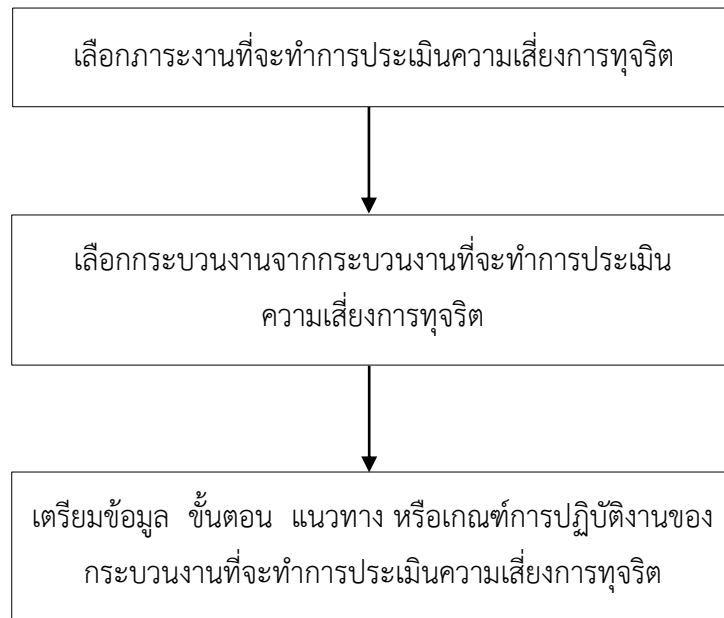 เลือกภาระงานที่จะทำการประเมินความเสี่ยงการทุจริต
เลือกกระบวนงานจากกระบวนงานที่จะทำการประเมิน
ความเสี่ยงการทุจริต
เตรียมข้อมูล ขั้นตอน แนวทาง หรือเกณฑ์การปฏิบัติงานของ
กระบวนงานที่จะทำการประเมินความเสี่ยงการทุจริต